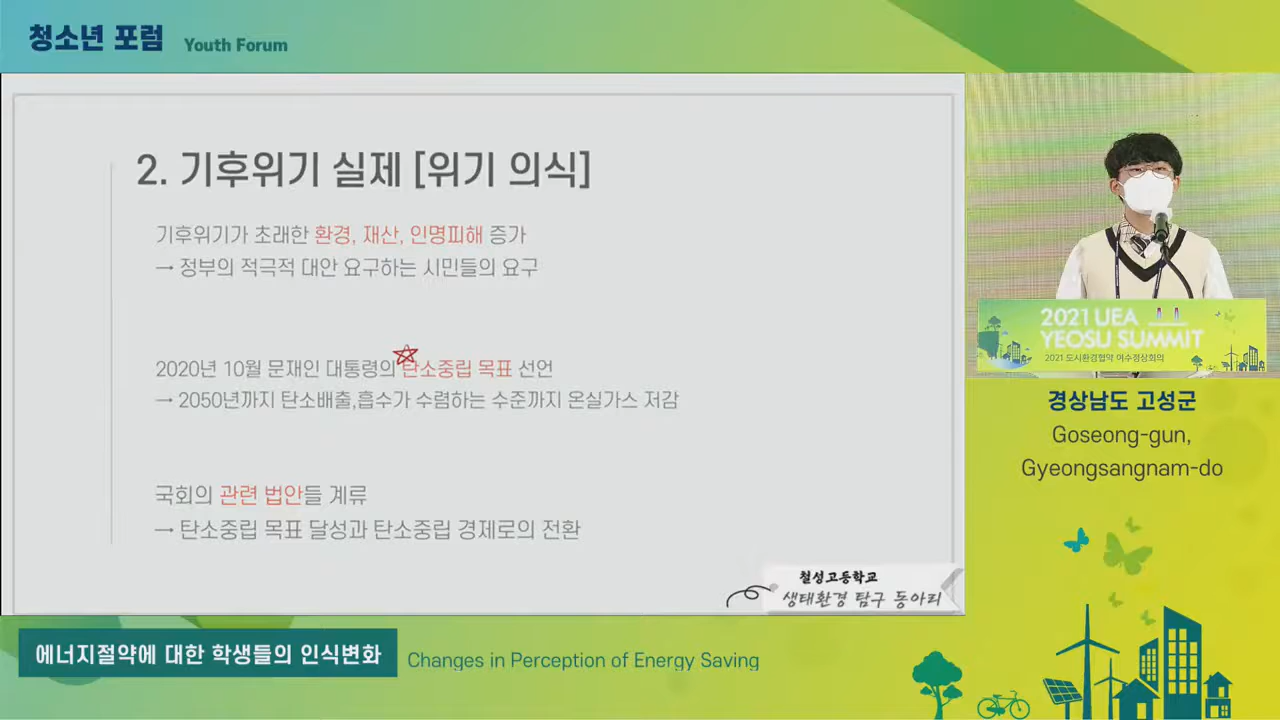 청소년 포럼 Youth Forum
2. 기후위기 실제 [위기 의식]
기후위기가 초래한 환경, 재산, 인명피해 증가
→ 정부의 적극적 대안 요구하는 시민들의 요구
2020년 10월 문재인 대통령의 탄소중립 목표 선언
→ 2050년까지 탄소배출,흡수가 수렴하는 수준까지 온실가스 저감
국회의 관련 법안들 계류
→ 탄소중립 목표 달성과 탄소중립 경제로의 전환
철성고등학교
생태환경 탐구 동아리
2021 UEA
YEOSU SUMMIT
2021 도시환경협약 여수정상회의
경상남도 고성군
Goseong-gun,
Gyeongsangnam-do
에너지절약에 대한 학생들의 인식변화 Changes in Perception of Energy Saving